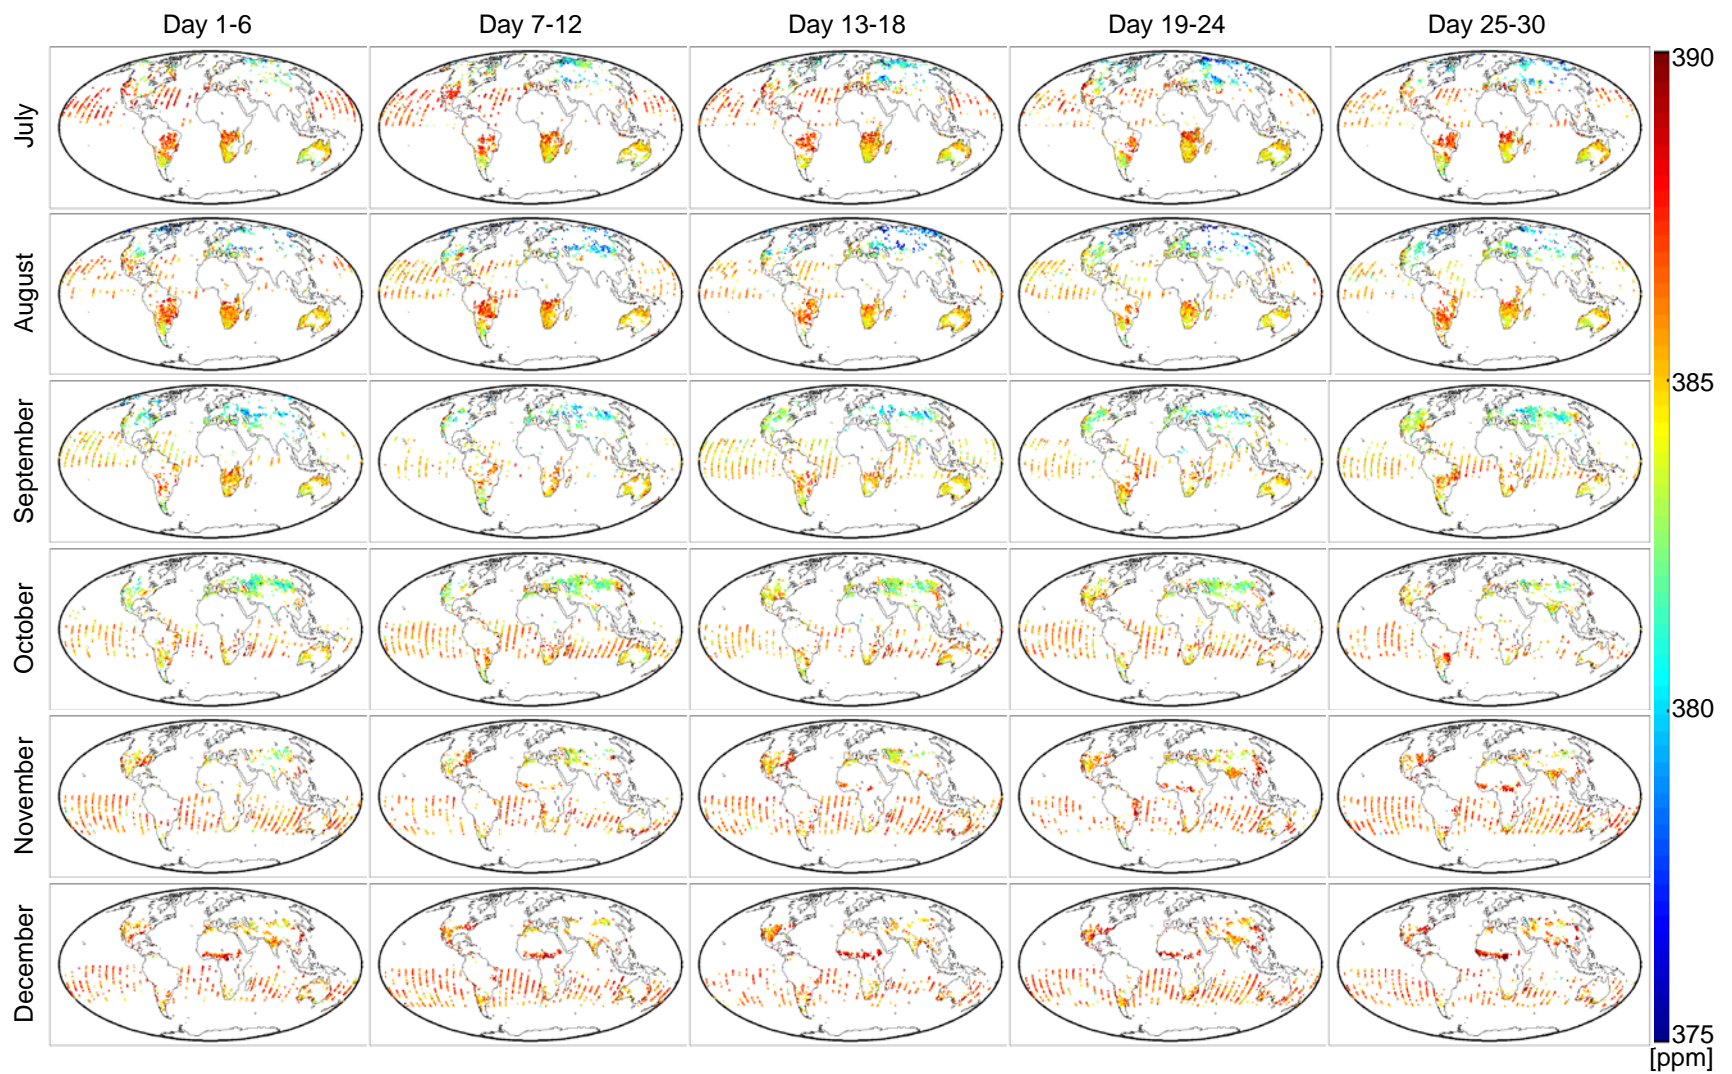 Day 1-6 Day 7-12 Day 13-18 Day 19-24 Day 25-30
390
July
August
385
September
October
380
November
December
375
[ppm]